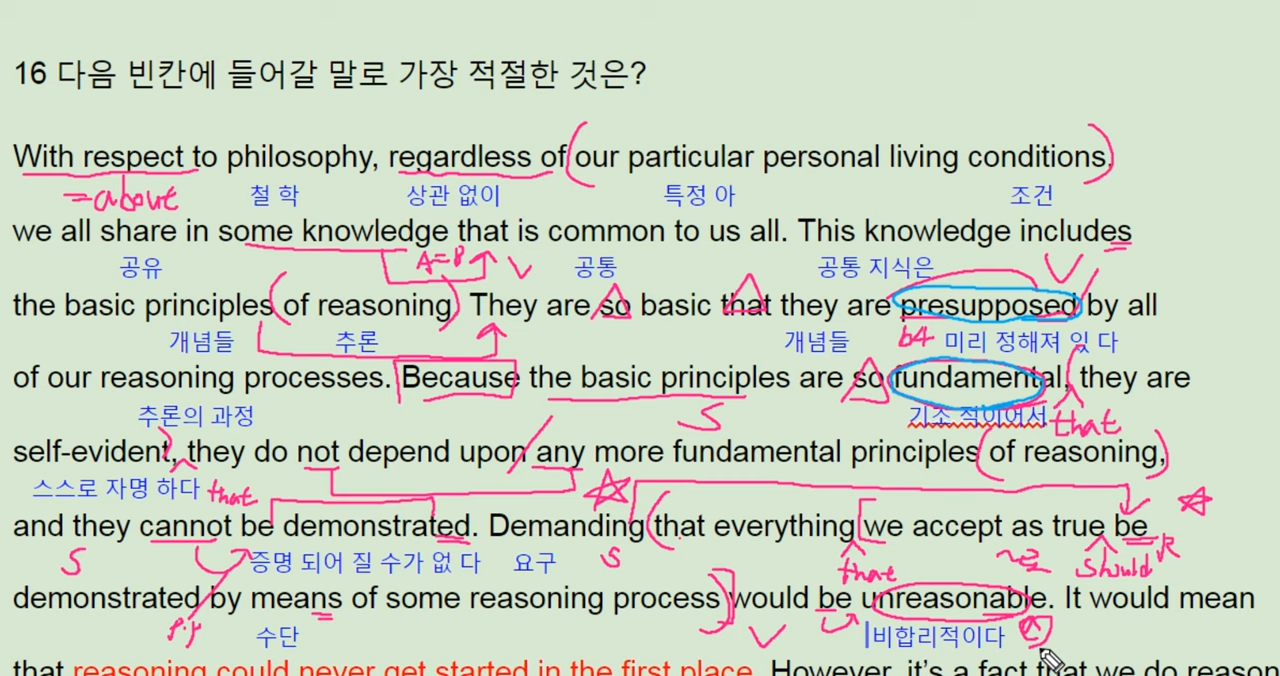 16 다음 빈칸에 들어갈 말로 가장 적절한 것은?
With respect to philosophy, regardless of our particular personal living conditions,
=about 철 학 상관 없이 특정 아 조건
we all share in some knowledge that is common to us all. This knowledge includes
공유 A=B 공통 공통 지식은
the basic principles of reasoning. They are so basic that they are presupposed by all
개념들 추론 개념들 b4 미리 정해져 있 다
of our reasoning processes. Because the basic principles are so fundamental, they are
추론의 과정 S 기초 적이어서 that
self-evident, they do not depend upon any more fundamental principles of reasoning,
스스로 자명 하다 that
and they cannot be demonstrated. Demanding that everything we accept as true be
S 증명 되어 질 수가 없 다 요구 S that should R
demonstrated by means of some reasoning process would be unreasonable. It would mean
p.p 수단 비합리적이다
that reasoning could never get started in the first place. However, it's a fact that we do reason